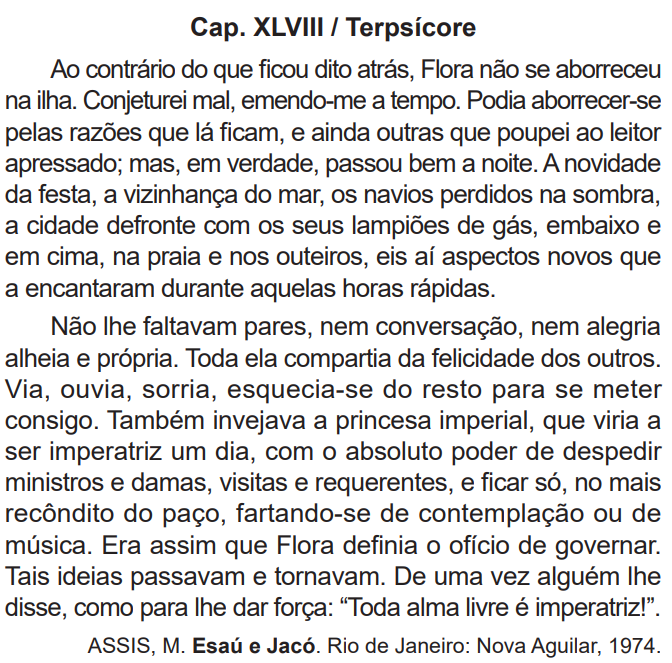 Cap. XLVIII / Terpsícore
Ao contrário do que ficou dito atrás, Flora não se aborreceu
na ilha. Conjeturei mal, emendo-me a tempo. Podia aborrecer-se
pelas razões que lá ficam, e ainda outras que poupei ao leitor
apressado; mas, em verdade, passou bem a noite. A novidade
da festa, a vizinhança do mar, os navios perdidos na sombra,
a cidade defronte com os seus lampiões de gás, embaixo e
em cima, na praia e nos outeiros, eis aí aspectos novos que
a encantaram durante aquelas horas rápidas.
Não lhe faltavam pares, nem conversação, nem alegria
alheia e própria. Toda ela compartia da felicidade dos outros.
Via, ouvia, sorria, esquecia-se do resto para se meter
consigo. Também invejava a princesa imperial, que viria a
ser imperatriz um dia, com o absoluto poder de despedir
ministros e damas, visitas e requerentes, e ficar só, no mais
recôndito do paço, fartando-se de contemplação ou de
música. Era assim que Flora definia o ofício de governar.
Tais ideias passavam e tornavam. De uma vez alguém lhe
disse, como para lhe dar força: “Toda alma livre é imperatriz!”.
ASSIS, M. Esaú e Jacó. Rio de Janeiro: Nova Aguilar, 1974.